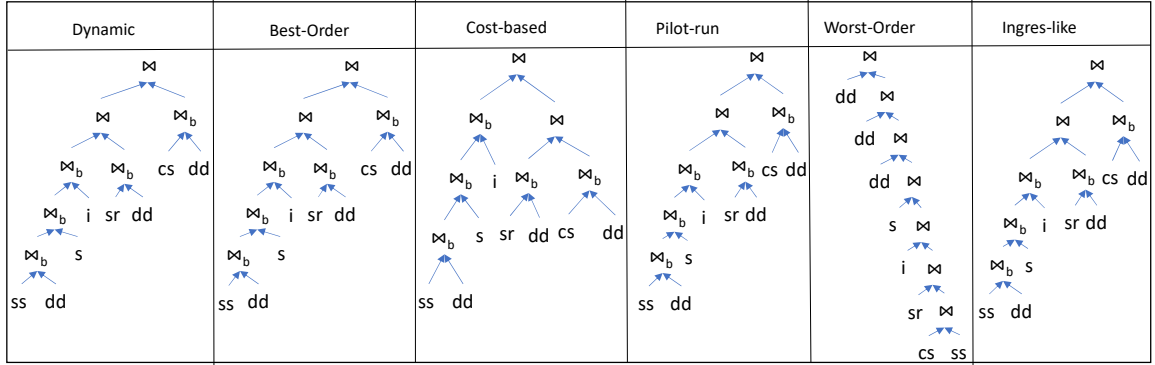 Dynamic
⋈
⋈ ⋈b
⋈b ⋈b cs dd
⋈b i sr dd
⋈b s
ss dd
Best-Order
⋈
⋈ ⋈b
⋈b ⋈b cs dd
⋈b i sr dd
⋈b s
ss dd
Cost-based
⋈
⋈b ⋈
⋈b i ⋈b ⋈b
⋈b s sr dd cs dd
ss dd
Pilot-run
⋈
⋈ ⋈b
⋈b ⋈b cs dd
⋈b i sr dd
⋈b s
ss dd
Worst-Order
⋈
dd ⋈
dd ⋈
dd ⋈
s ⋈
i ⋈
sr ⋈
cs ss
Ingres-like
⋈
⋈ ⋈b
⋈b ⋈b cs dd
⋈b i sr dd
⋈b s
ss dd